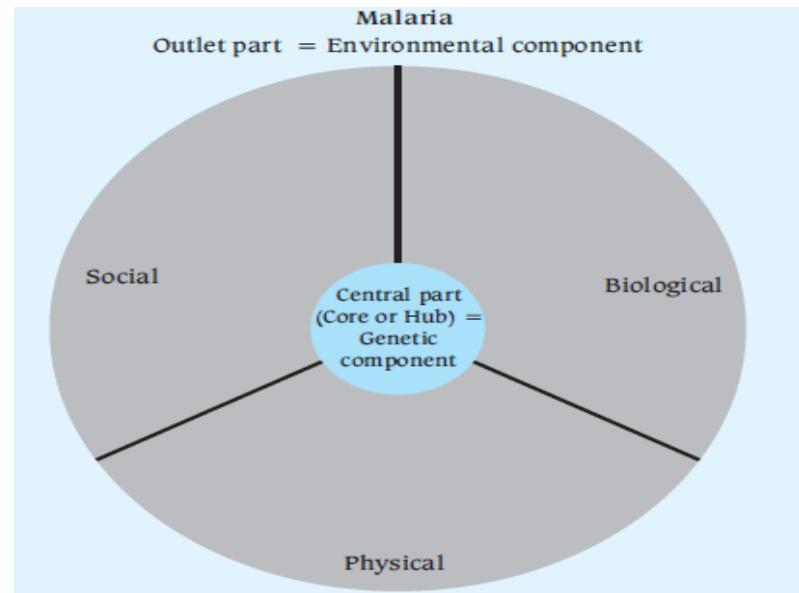 Malaria
Outlet part = Environmental component
Social
Biological
Central part
(Core or Hub) =
Genetic
component
Physical